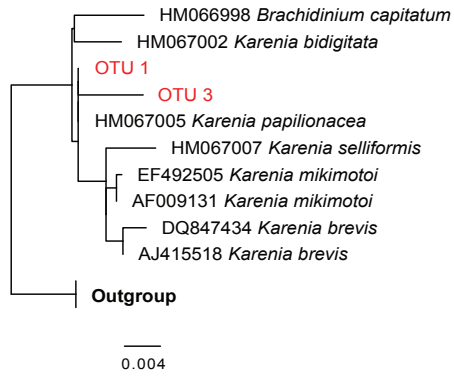 HM066998 Brachidinium capitatum
HM067002 Karenia bidigitata
OTU 1
OTU 3
HM067005 Karenia papilionacea
HM067007 Karenia selliformis
EF492505 Karenia mikimotoi
AF009131 Karenia mikimotoi
DQ847434 Karenia brevis
AJ415518 Karenia brevis
Outgroup
0.004